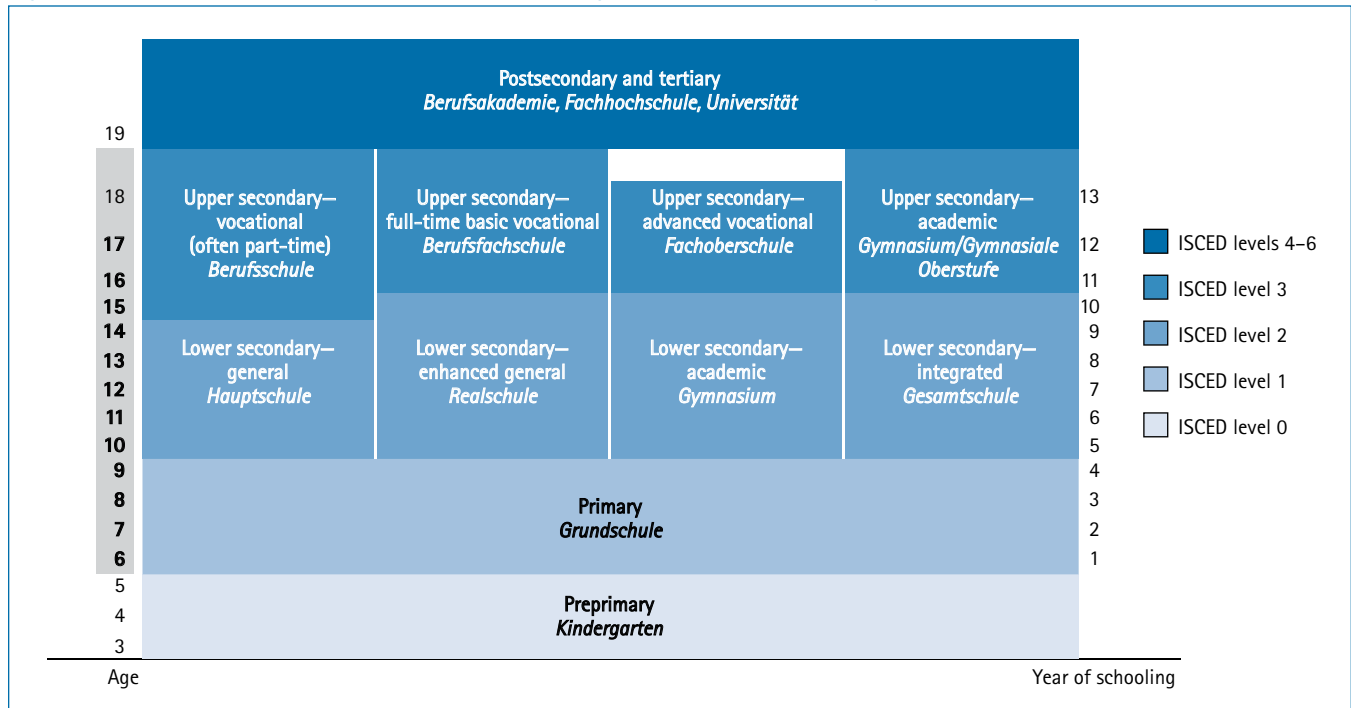 Postsecondary and tertiary
Berufsakademie, Fachhochschule, Universität
19
18
17
16
15
14
13
12
11
10
9
8
7
6
5
4
3
Upper secondary—
vocational
(often part-time)
Berufsschule
Upper secondary—
full-time basic vocational
Berufsfachschule
Upper secondary—
advanced vocational
Fachoberschule
Upper secondary—
academic
Gymnasium/Gymnasiale
Oberstufe
Lower secondary—
general
Hauptschule
Lower secondary—
enhanced general
Realschule
Lower secondary—
academic
Gymnasium
Lower secondary—
integrated
Gesamtschule
Primary
Grundschule
Preprimary
Kindergarten
13
12
11
10
9
8
7
6
5
4
3
2
1
ISCED levels 4–6
ISCED level 3
ISCED level 2
ISCED level 1
ISCED level 0
Age
Year of schooling